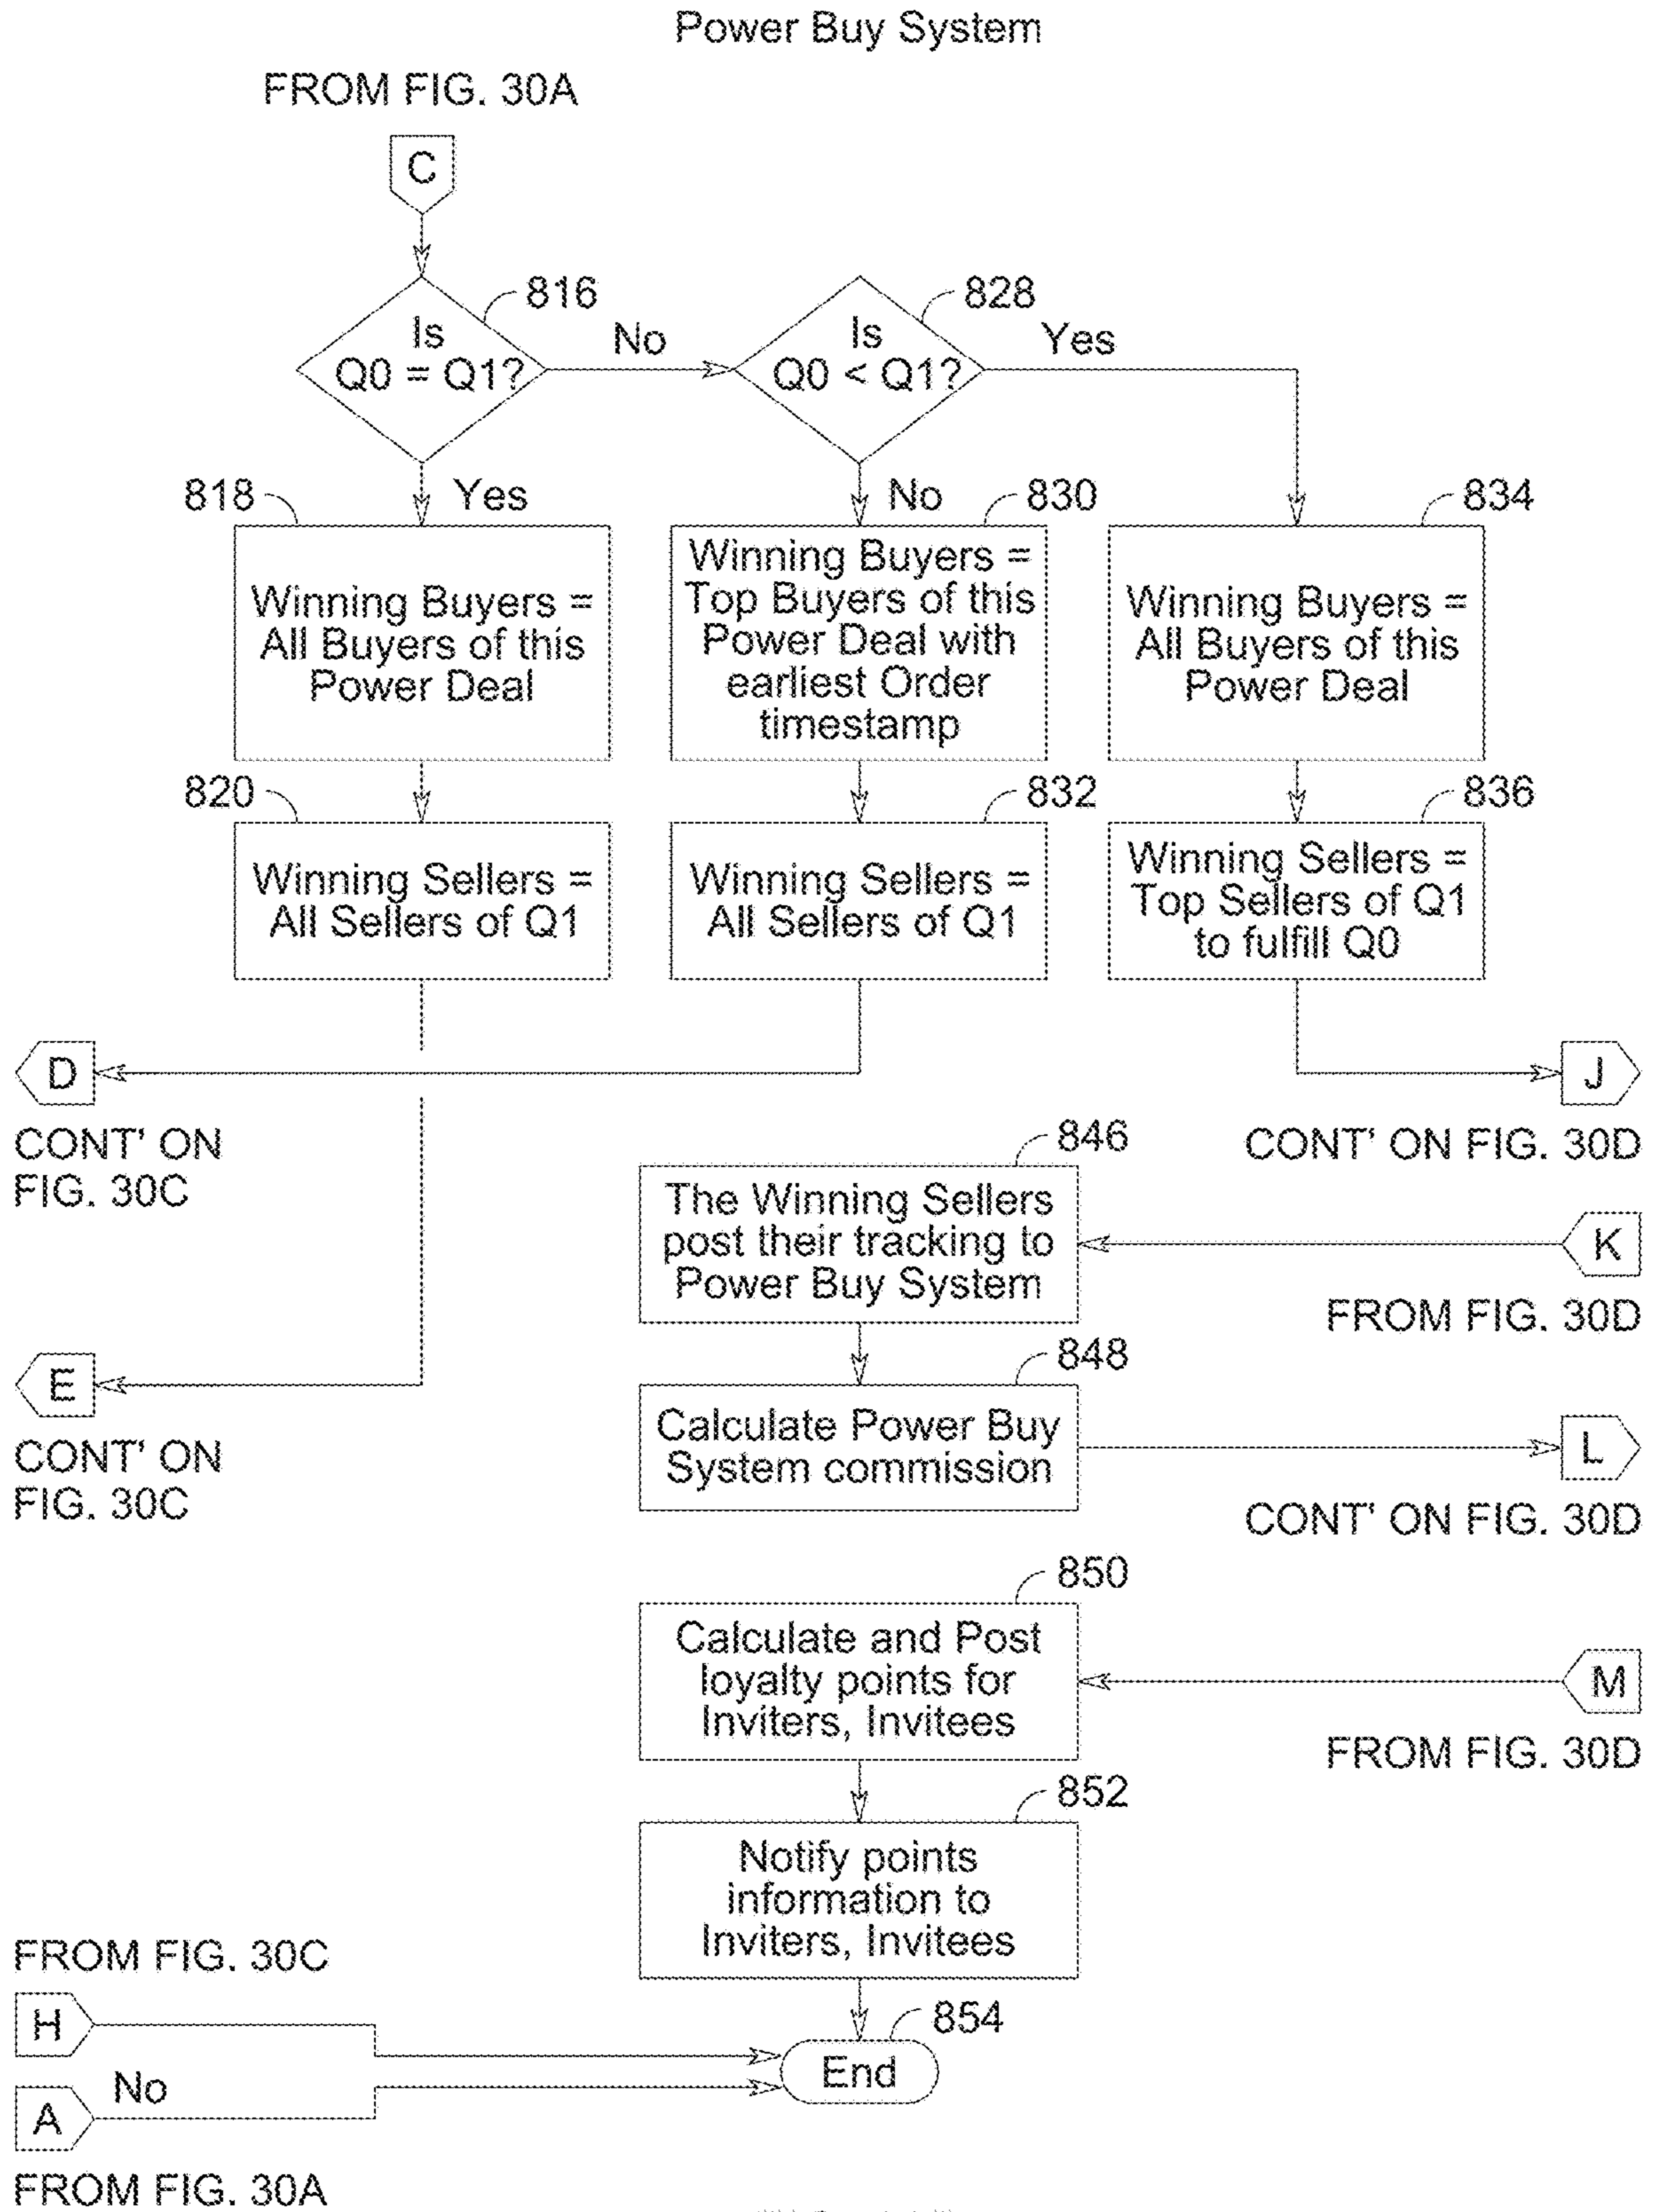 Power Buy System
FROM FIG. 30A
C
816
Is
Q0 = Q1?
No
828
Is
Q0 < Q1?
Yes
818
Yes
Winning Buyers =
All Buyers of this
Power Deal
No
830
Winning Buyers =
Top Buyers of this
Power Deal with
earliest Order
timestamp
834
Winning Buyers =
All Buyers of this
Power Deal
820
Winning Sellers =
All Sellers of Q1
832
Winning Sellers =
All Sellers of Q1
836
Winning Sellers =
Top Sellers of Q1
to fulfill Q0
D
CONT' ON
FIG. 30C
J
CONT' ON FIG. 30D
846
The Winning Sellers
post their tracking to
Power Buy System
K
FROM FIG. 30D
E
CONT' ON
FIG. 30C
848
Calculate Power Buy
System commission
L
CONT' ON FIG. 30D
850
Calculate and Post
loyalty points for
Inviters, Invitees
M
FROM FIG. 30D
852
Notify points
information to
Inviters, Invitees
FROM FIG. 30C
H
854
End
No
A
FROM FIG. 30A